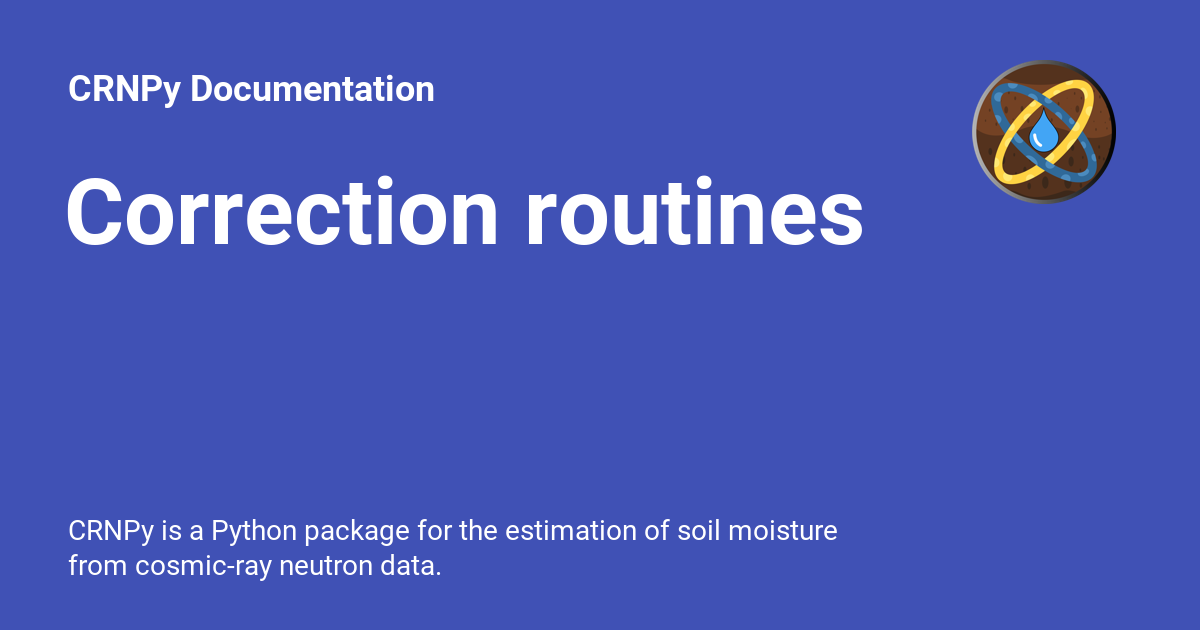 CRNPy Documentation
Correction routines
CRNPy is a Python package for the estimation of soil moisture
from cosmic-ray neutron data.